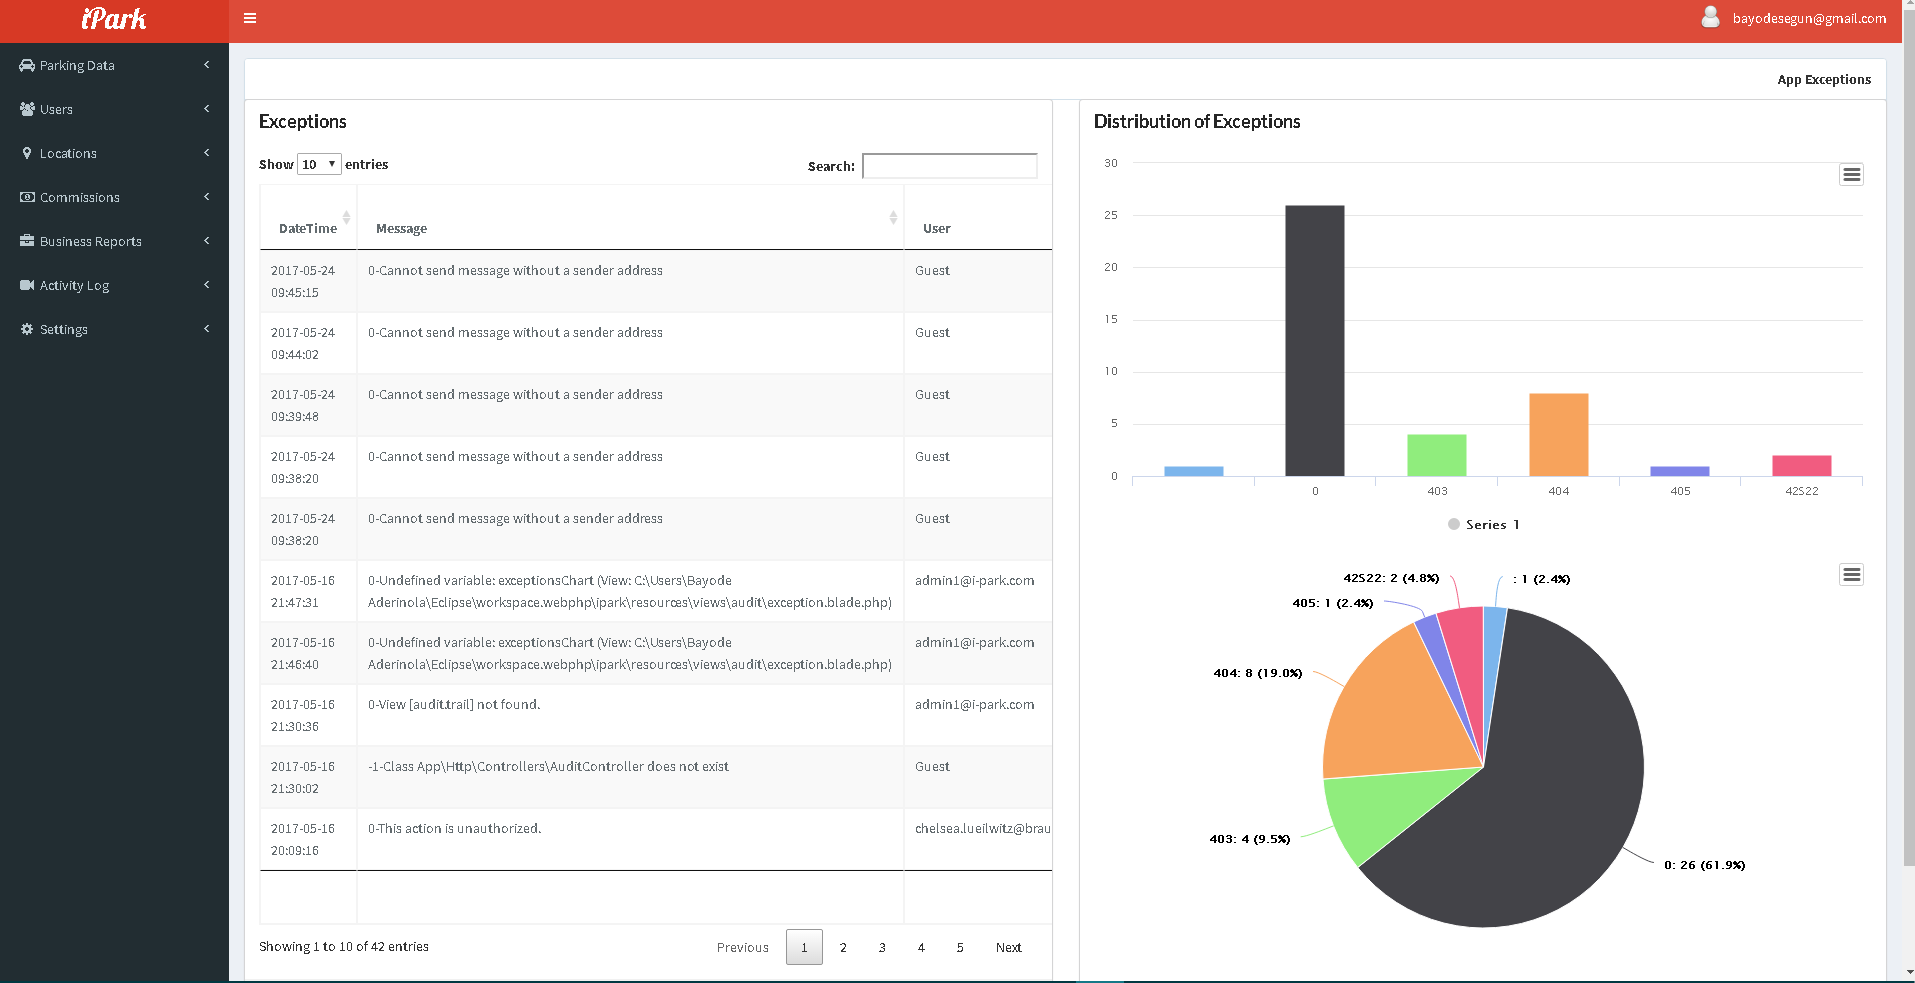 iPark
bayodesegun@gmail.com
Parking Data
Users
Locations
Commissions
Business Reports
Activity Log
Settings
App Exceptions
Exceptions
Show 10 entries
Search:
DateTime Message User
2017-05-24 09:45:15 0-Cannot send message without a sender address Guest
2017-05-24 09:44:02 0-Cannot send message without a sender address Guest
2017-05-24 09:39:48 0-Cannot send message without a sender address Guest
2017-05-24 09:38:20 0-Cannot send message without a sender address Guest
2017-05-24 09:38:20 0-Cannot send message without a sender address Guest
2017-05-16 21:47:31 0-Undefined variable: exceptionsChart (View: C:\Users\Bayode Aderinola\Eclipse\workspace.webphp\ipark\resources\views\audit\exception.blade.php) admin1@i-park.com
2017-05-16 21:46:40 0-Undefined variable: exceptionsChart (View: C:\Users\Bayode Aderinola\Eclipse\workspace.webphp\ipark\resources\views\audit\exception.blade.php) admin1@i-park.com
2017-05-16 21:30:36 0-View [audit.trail] not found. admin1@i-park.com
2017-05-16 21:30:02 -1-Class App\Http\Controllers\AuditController does not exist Guest
2017-05-16 20:09:16 0-This action is unauthorized. chelsea.lueilwitz@brau
Showing 1 to 10 of 42 entries
Previous 1 2 3 4 5 Next
Distribution of Exceptions
30
25
20
15
10
5
0
0 403 404 405 42S22
Series 1
42S22: 2 (4.8%)
: 1 (2.4%)
405: 1 (2.4%)
404: 8 (19.0%)
403: 4 (9.5%)
0: 26 (61.9%)